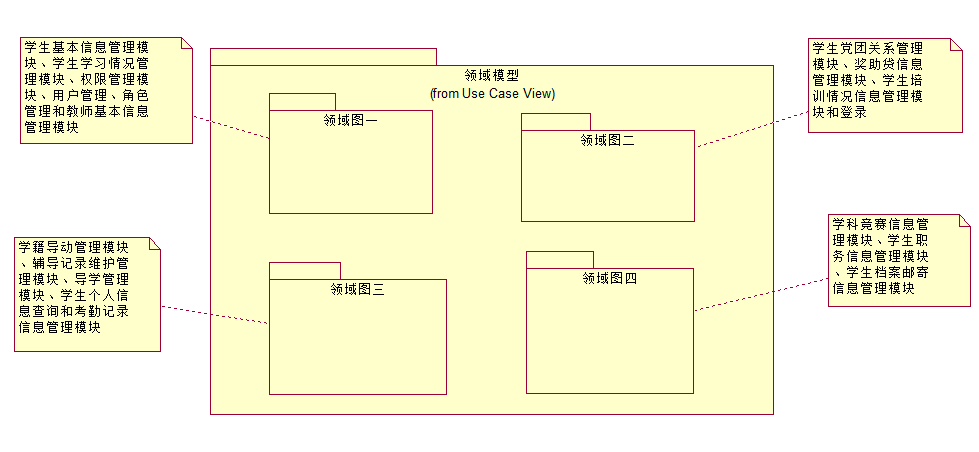 学生基本信息管理模
块、学生学习情况管
理模块、权限管理模
块、用户管理、角色
管理和教师基本信息
管理模块
领域模型
(from Use Case View)
领域图一
领域图二
学生党团关系管理
模块、奖助贷信息
管理模块、学生培
训情况信息管理模
块和登录
学籍导动管理模块
、辅导记录维护管
理模块、导学管理
模块、学生个人信
息查询和考勤记录
信息管理模块
领域图三
领域图四
学科竞赛信息管
理模块、学生职
务信息管理模块
、学生档案邮寄
信息管理模块